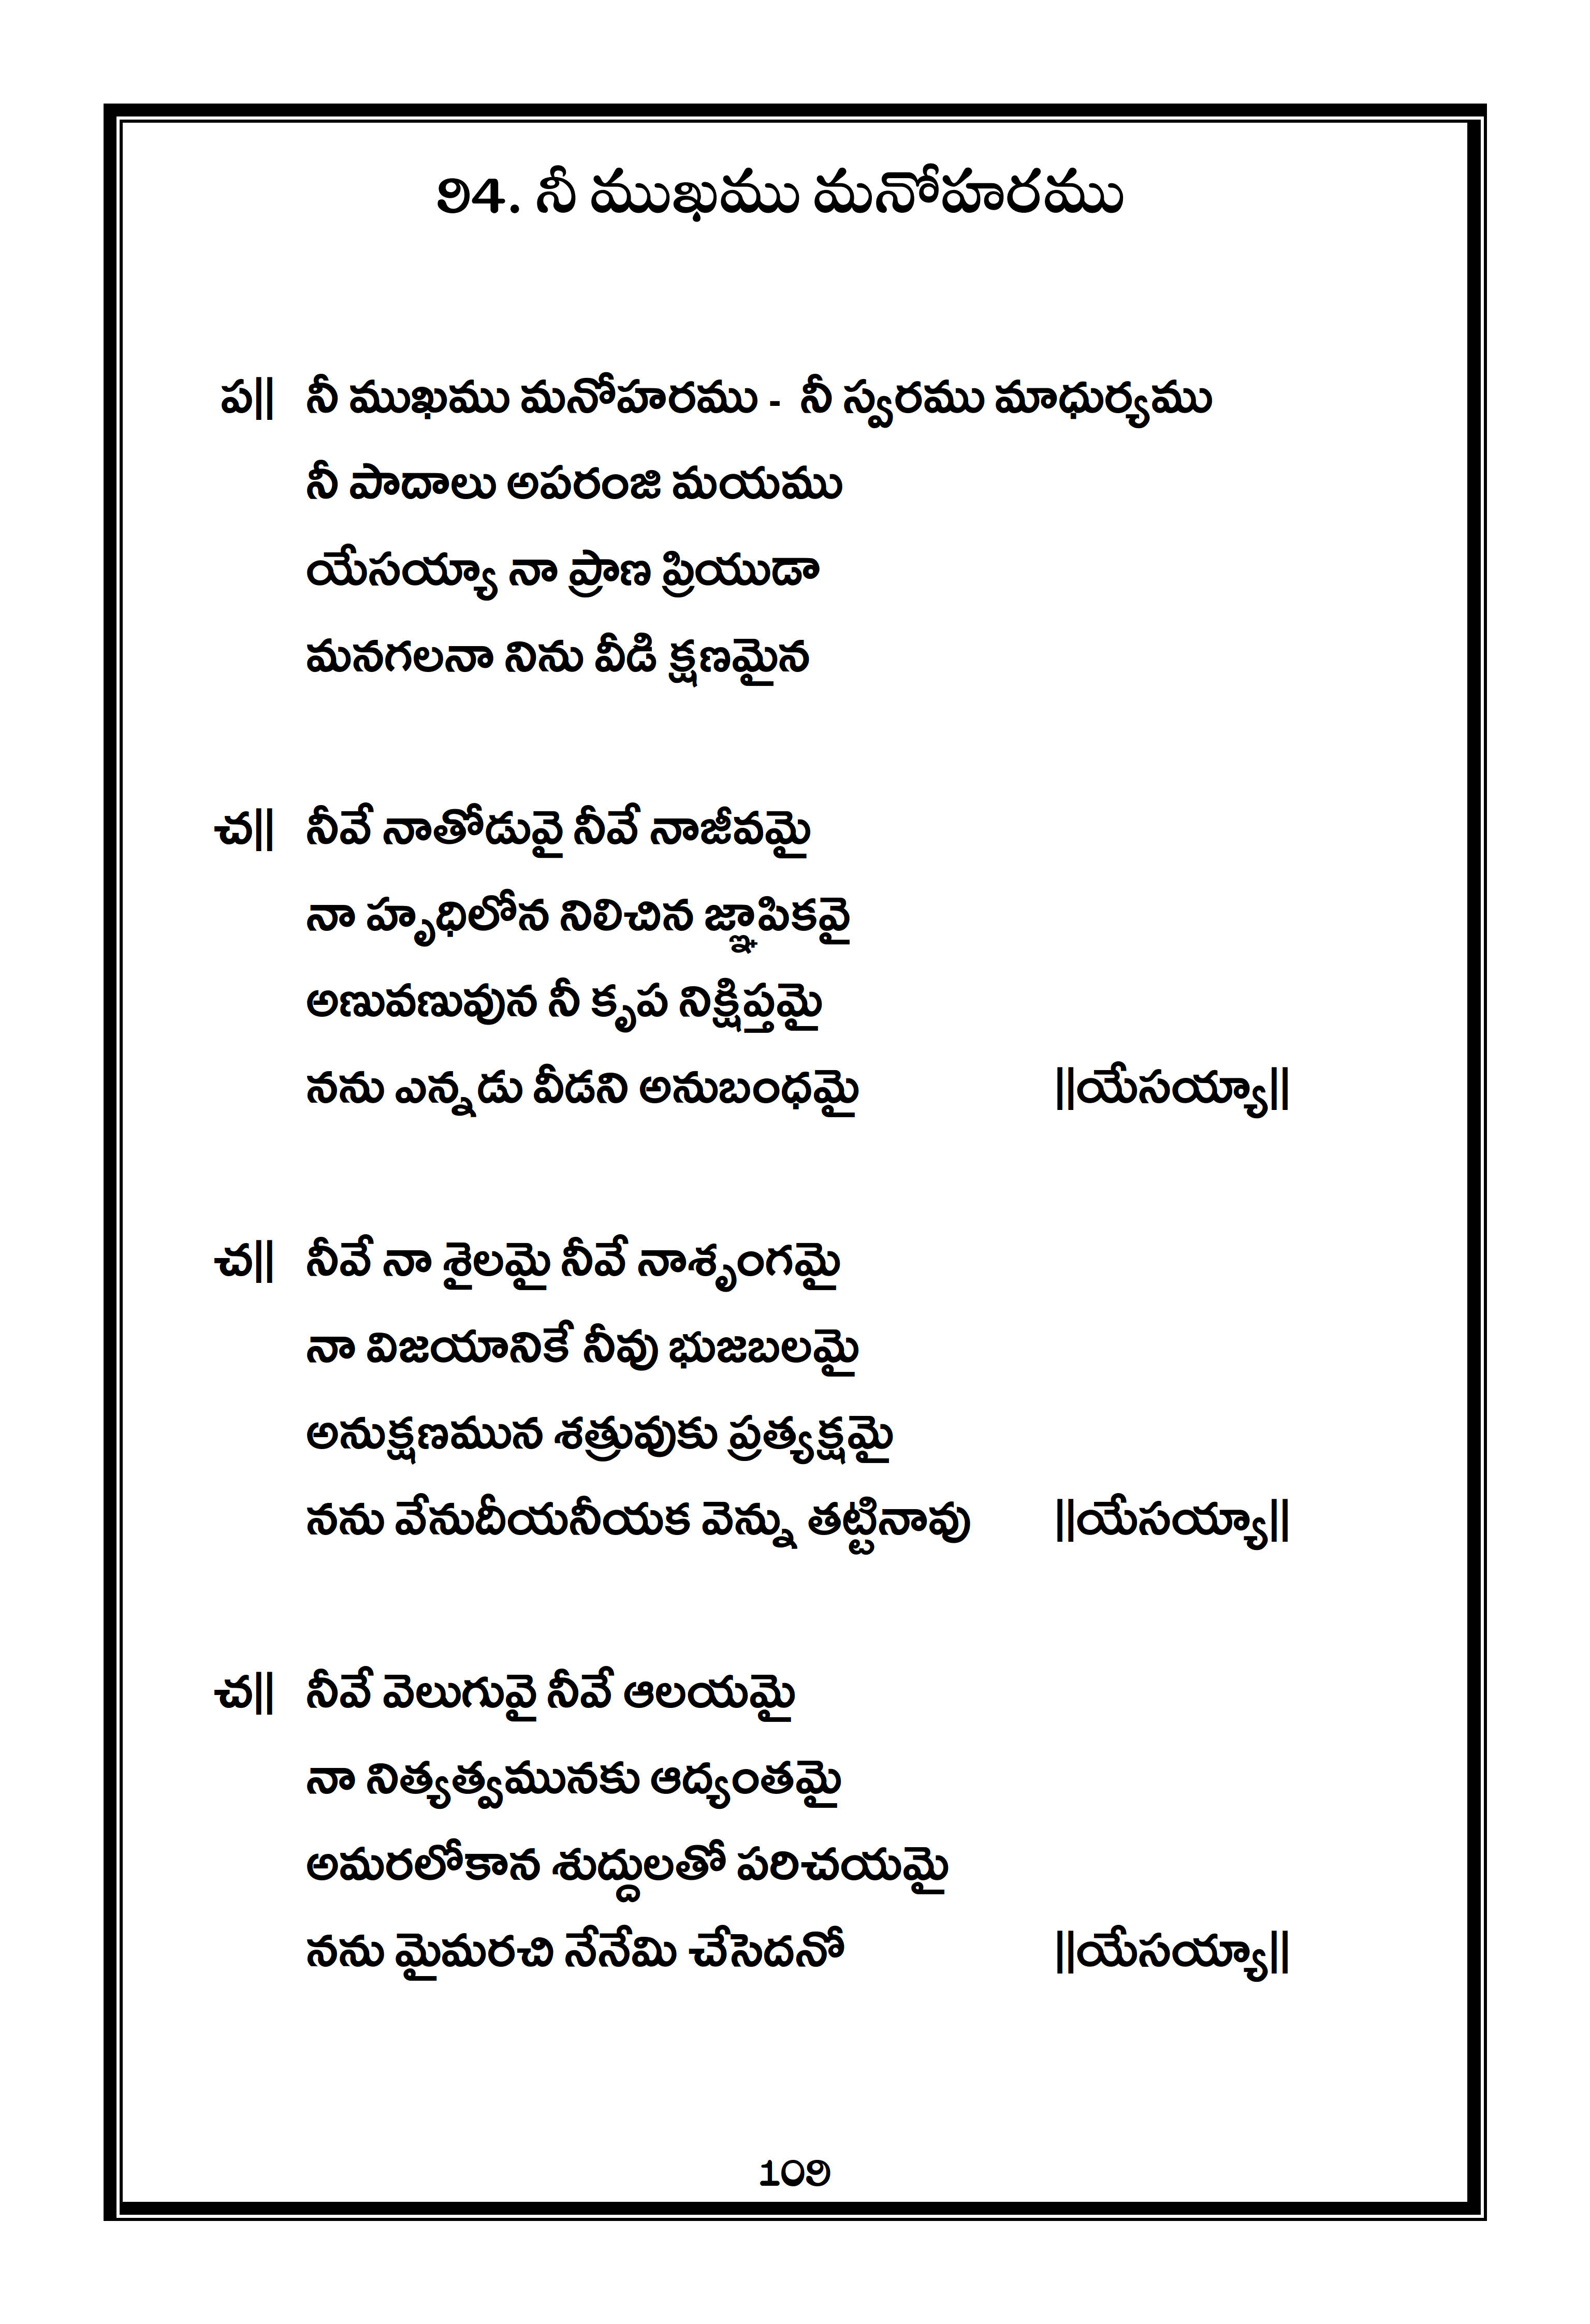 94. నీ ముఖము మనోహరము
ప|| నీ ముఖము మనోహరము - నీ స్వరము మాధుర్యము
నీ పాదాలు అపరంజి మయము
యేసయ్యా నా ప్రాణ ప్రియుడా
మనగలనా నిను వీడి క్షణమైన
చ|| నీవే నాతోడువై నీవే నాజీవమై
నా హృధిలోన నిలిచిన జ్ఞాపికవై
అణువణువున నీ కృప నిక్షిప్తమై
నను ఎన్నడు వీడని అనుబంధమై ||యేసయ్యా||
చ|| నీవే నా శైలమై నీవే నాశృంగమై
నా విజయానికే నీవు భుజబలమై
అనుక్షణమున శత్రువుకు ప్రత్యక్షమై
నను వేనుదీయనీయక వెన్ను తట్టినావు ||యేసయ్యా||
చ|| నీవే వెలుగువై నీవే ఆలయమై
నా నిత్యత్వమునకు ఆద్యంతమై
అమరలోకాన శుద్ధులతో పరిచయమై
నను మైమరచి నేనేమి చేసెదనో ||యేసయ్యా||
109